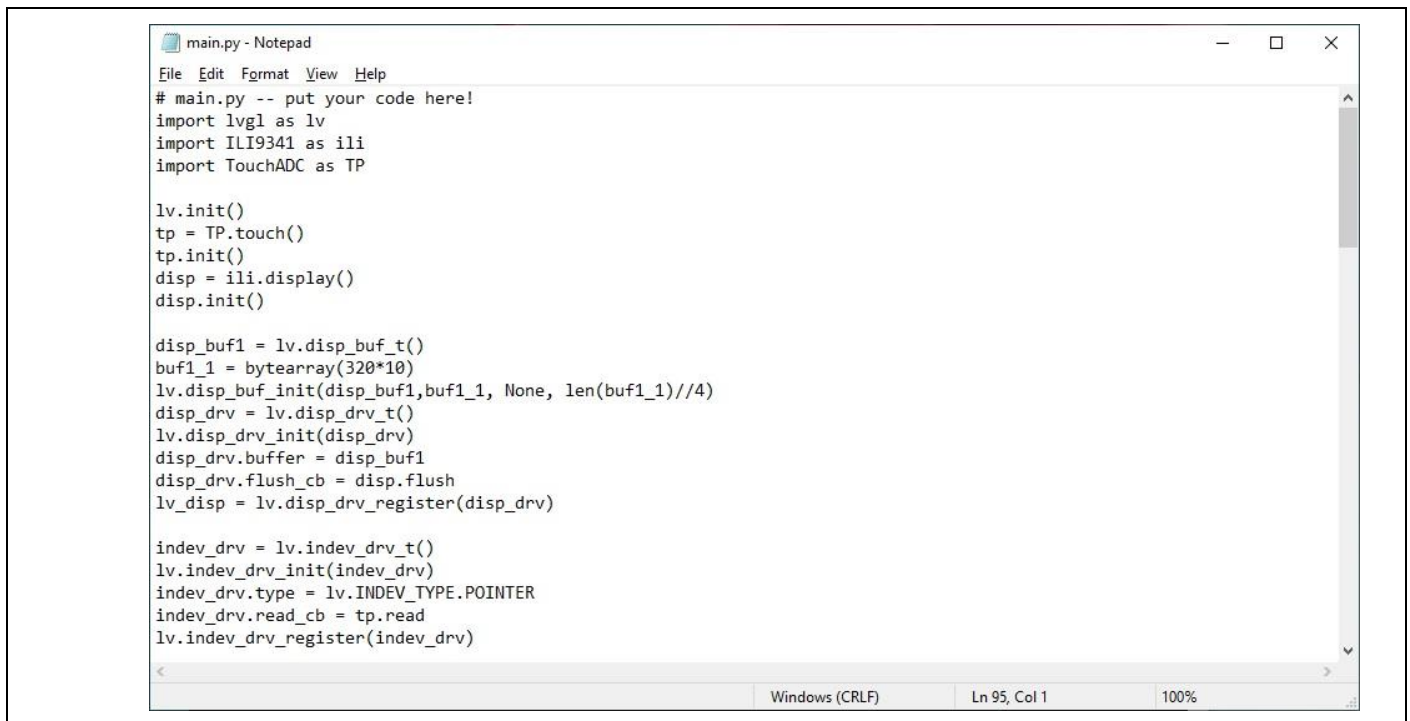 main.py - Notepad
File Edit Format View Help
# main.py -- put your code here!
import lvgl as lv
import ILI9341 as ili
import TouchADC as TP
lv.init()
tp = TP.touch()
tp.init()
disp = ili.display()
disp.init()
disp_buf1 = lv.disp_buf_t()
buf1_1 = bytearray(320*10)
lv.disp_buf_init(disp_buf1,buf1_1, None, len(buf1_1)//4)
disp_drv = lv.disp_drv_t()
lv.disp_drv_init(disp_drv)
disp_drv.buffer = disp_buf1
disp_drv.flush_cb = disp.flush
lv_disp = lv.disp_drv_register(disp_drv)
indev_drv = lv.indev_drv_t()
lv.indev_drv_init(indev_drv)
indev_drv.type = lv.INDEV_TYPE.POINTER
indev_drv.read_cb = tp.read
lv.indev_drv_register(indev_drv)
Windows (CRLF) Ln 95, Col 1 100%